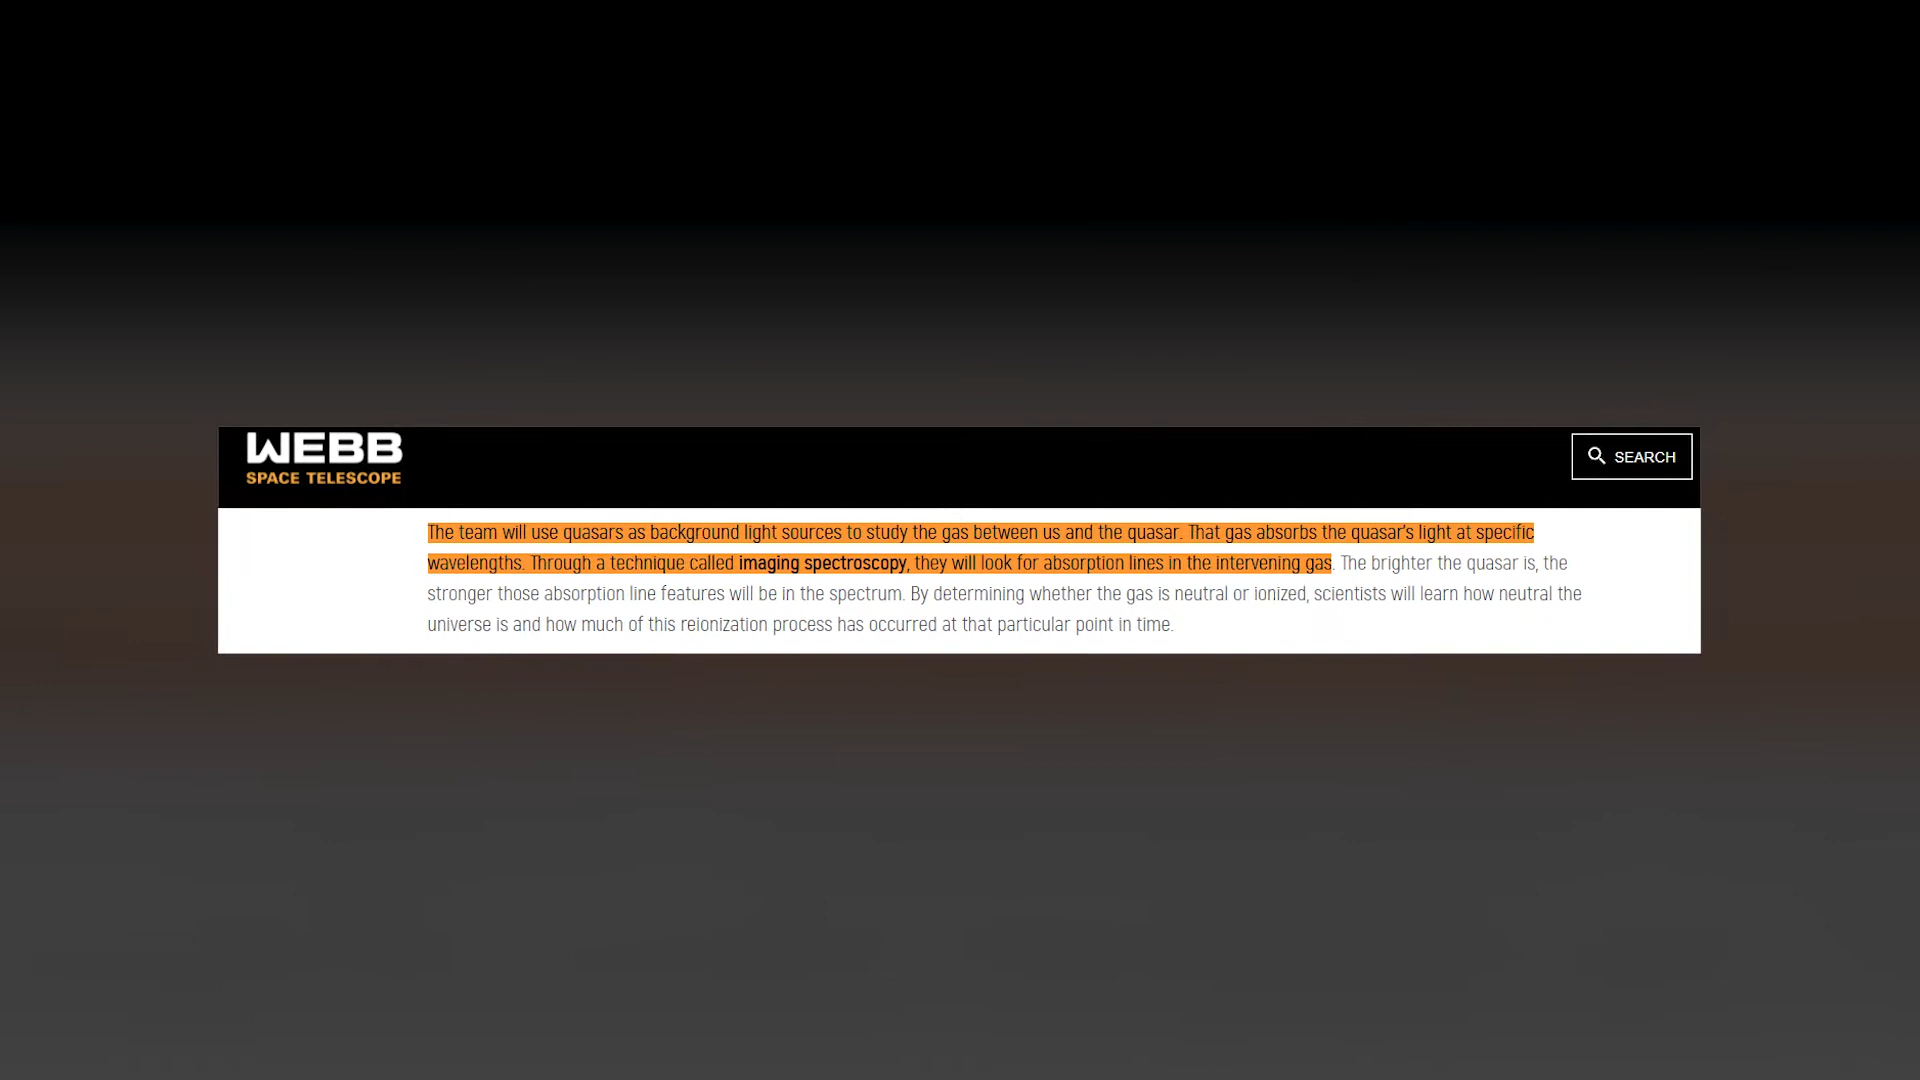 WEBB
SPACE TELESCOPE
SEARCH
The team will use quasars as background light sources to study the gas between us and the quasar. That gas absorbs the quasar's light at specific
wavelengths. Through a technique called imaging spectroscopy, they will look for absorption lines in the intervening gas. The brighter the quasar is, the
stronger those absorption line features will be in the spectrum. By determining whether the gas is neutral or ionized, scientists will learn how neutral the
universe is and how much of this reionization process has occurred at that particular point in time.